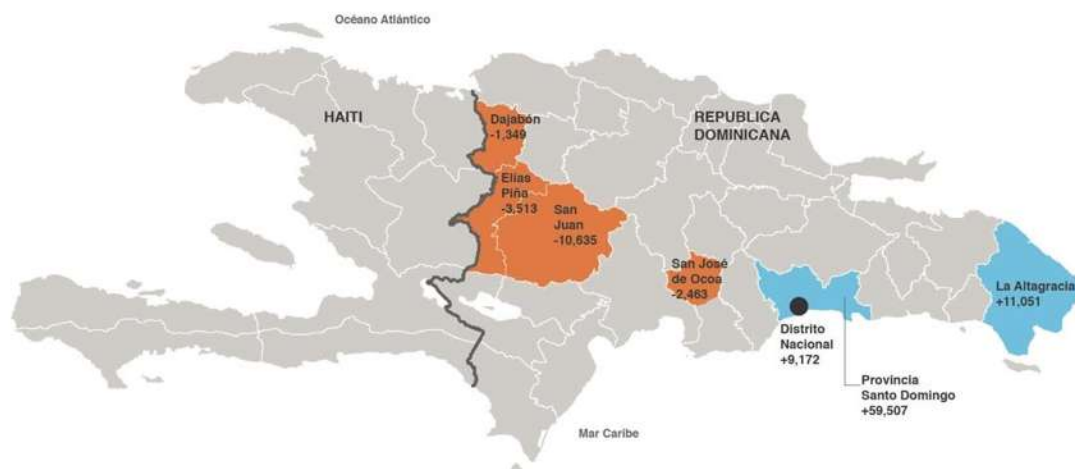 Océano Atlántico
HAITI
REPUBLICA
DOMINICANA
Dajabón
-1,349
Elías
Piña
-3,513
San
Juan
-10,635
San José
de Ocoa
-2,463
La Altagracia
+11,051
Distrito
Nacional
+9,172
Provincia
Santo Domingo
+59,507
Mar Caribe